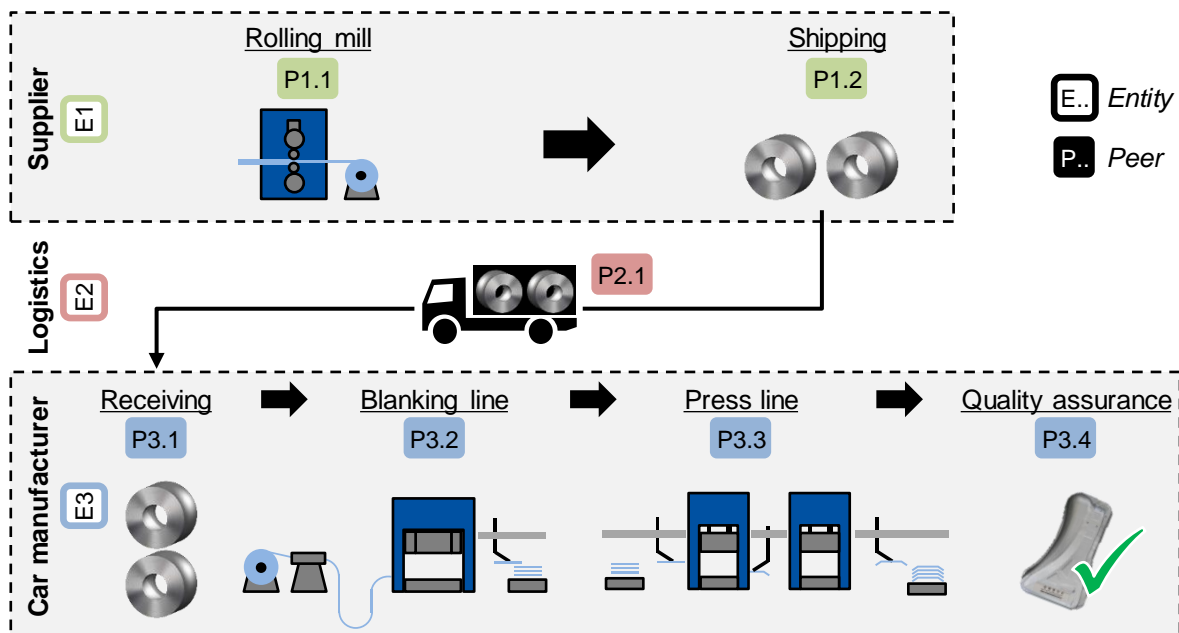 Rolling mill
Shipping
P1.1
P1.2
Supplier
E1
E.. Entity
P.. Peer
Logistics
E2
P2.1
Car manufacturer
E3
Receiving
Blanking line
Press line
Quality assurance
P3.1
P3.2
P3.3
P3.4